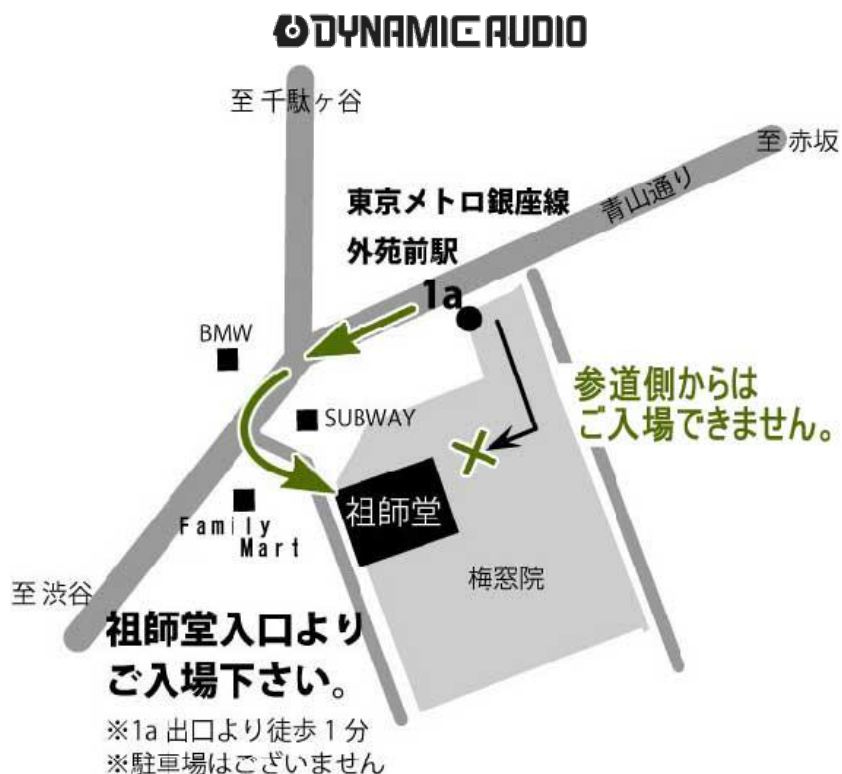 DYNAMIC AUDIO
至 千駄ヶ谷
至 赤坂
青山通り
東京メトロ銀座線
外苑前駅
1a
BMW
SUBWAY
参道側からは
ご入場できません。
祖師堂
Family
Mart
梅窓院
至 渋谷
祖師堂入口より
ご入場下さい。
※1a 出口より徒歩 1 分
※駐車場はございません